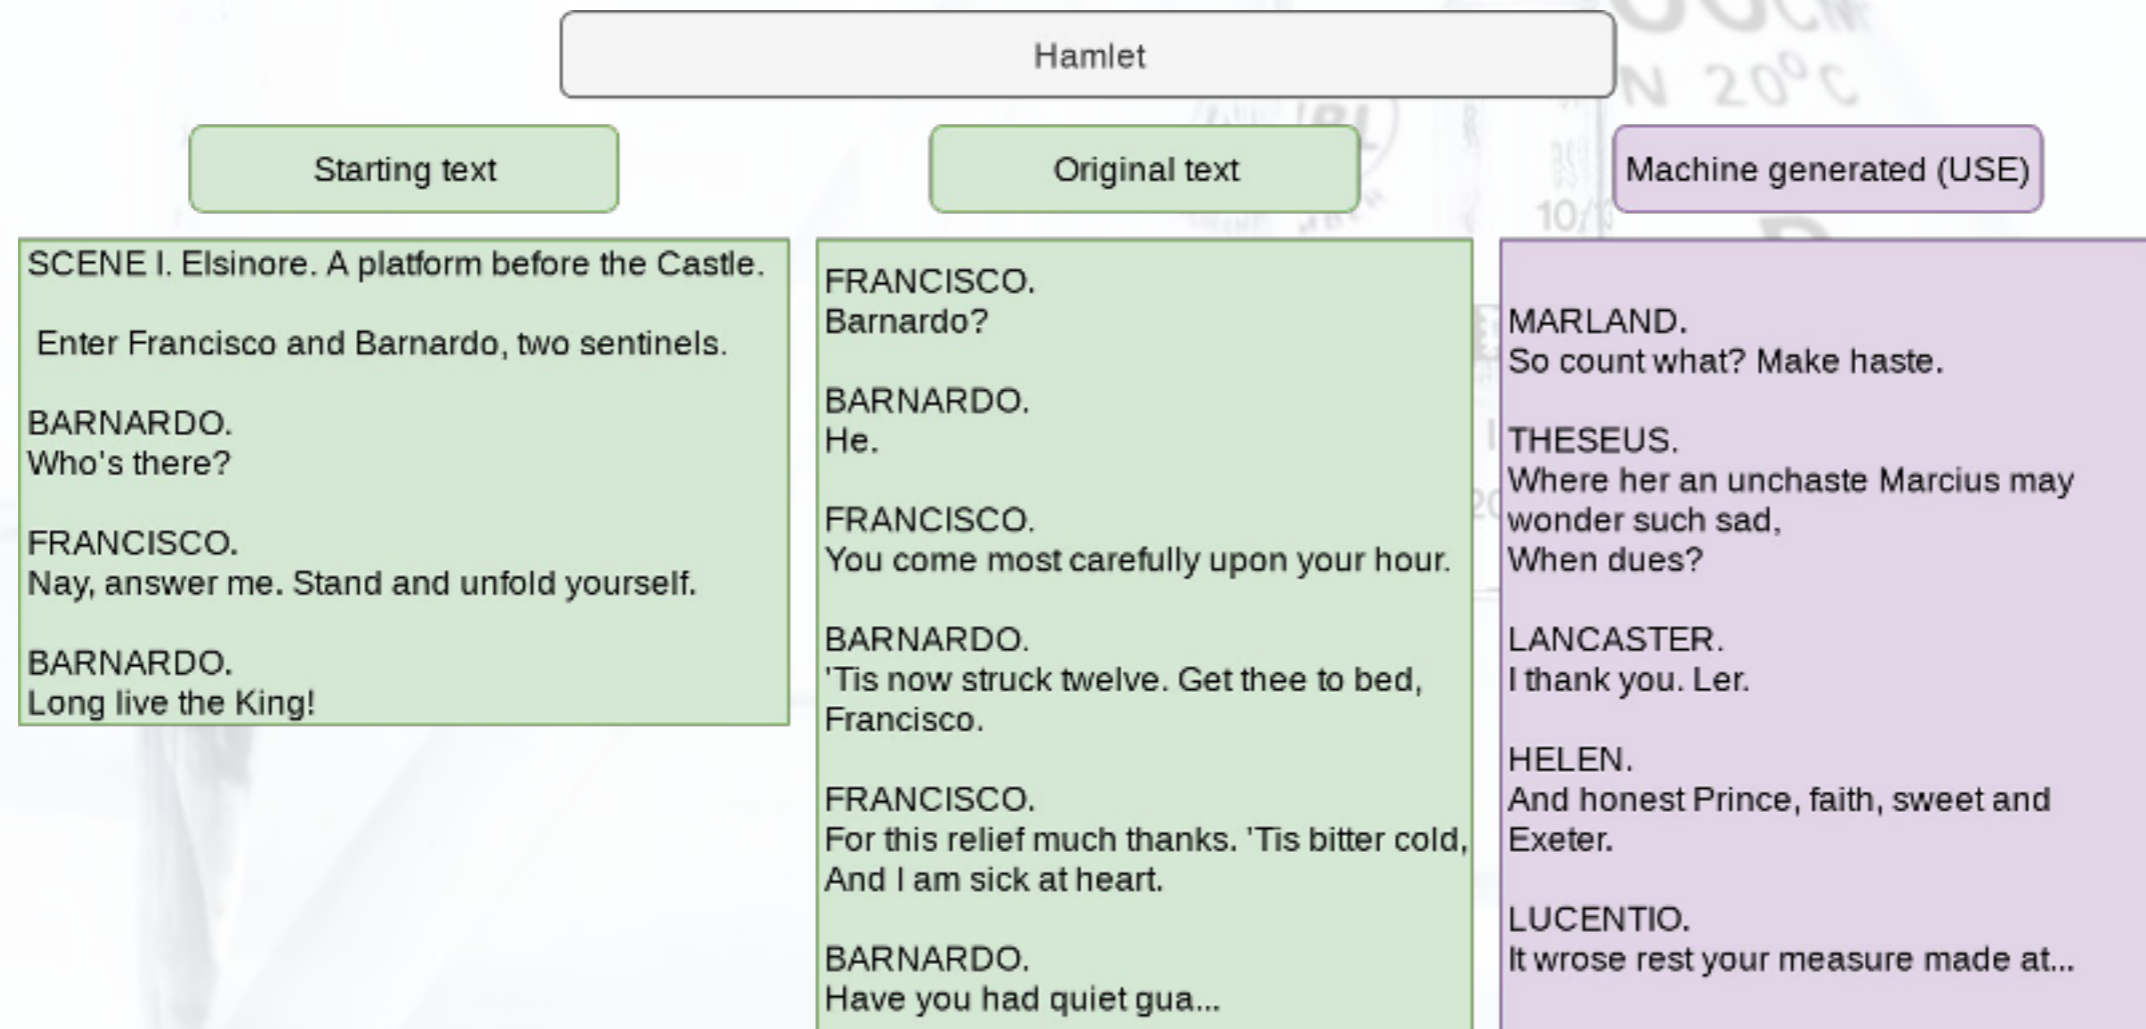 Hamlet
Starting text
SCENE I. Elsinore. A platform before the Castle.
Enter Francisco and Barnardo, two sentinels.
BARNARDO.
Who's there?
FRANCISCO.
Nay, answer me. Stand and unfold yourself.
BARNARDO.
Long live the King!
Original text
FRANCISCO.
Barnardo?
BARNARDO.
He.
FRANCISCO.
You come most carefully upon your hour.
BARNARDO.
'Tis now struck twelve. Get thee to bed,
Francisco.
FRANCISCO.
For this relief much thanks. 'Tis bitter cold,
And I am sick at heart.
BARNARDO.
Have you had quiet gua...
Machine generated (USE)
MARLAND.
So count what? Make haste.
THESEUS.
Where her an unchaste Marcius may
wonder such sad,
When dues?
LANCASTER.
I thank you. Ler.
HELEN.
And honest Prince, faith, sweet and
Exeter.
LUCENTIO.
It wrose rest your measure made at...
N 20°C
10/